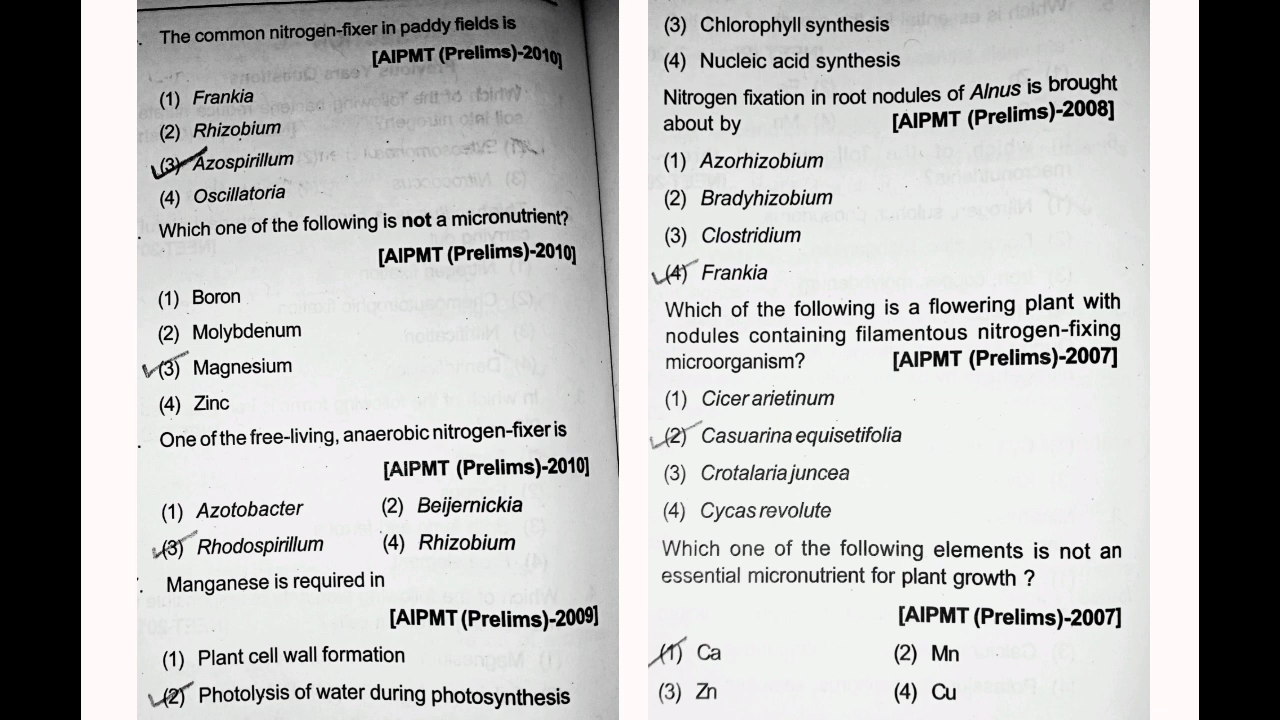 The common nitrogen-fixer in paddy fields is
[AIPMT (Prelims)-2010]
(1) Frankia
(2) Rhizobium
(3) Azospirillum
(4) Oscillatoria
Which one of the following is not a micronutrient?
[AIPMT (Prelims)-2010]
(1) Boron
(2) Molybdenum
(3) Magnesium
(4) Zinc
One of the free-living, anaerobic nitrogen-fixer is
[AIPMT (Prelims)-2010]
(1) Azotobacter (2) Beijernickia
(3) Rhodospirillum (4) Rhizobium
Manganese is required in
[AIPMT (Prelims)-2009]
(1) Plant cell wall formation
(2) Photolysis of water during photosynthesis
(3) Chlorophyll synthesis
(4) Nucleic acid synthesis
Nitrogen fixation in root nodules of Alnus is brought
about by [AIPMT (Prelims)-2008]
(1) Azorhizobium
(2) Bradyhizobium
(3) Clostridium
(4) Frankia
Which of the following is a flowering plant with
nodules containing filamentous nitrogen-fixing
microorganism? [AIPMT (Prelims)-2007]
(1) Cicer arietinum
(2) Casuarina equisetifolia
(3) Crotalaria juncea
(4) Cycas revolute
Which one of the following elements is not an
essential micronutrient for plant growth ?
[AIPMT (Prelims)-2007]
(1) Ca (2) Mn
(3) Zn (4) Cu